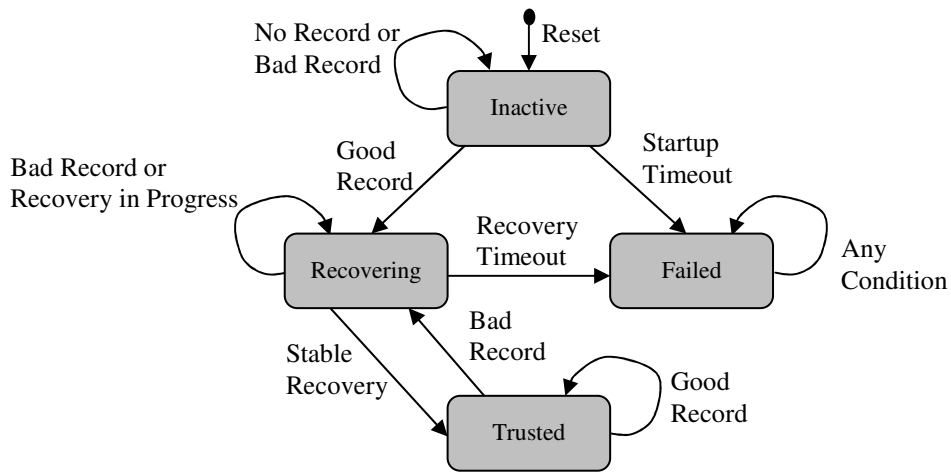 No Record or
Bad Record
Reset
Inactive
Good
Record
Startup
Timeout
Bad Record or
Recovery in Progress
Recovering
Recovery
Timeout
Failed
Any
Condition
Stable
Recovery
Bad
Record
Trusted
Good
Record